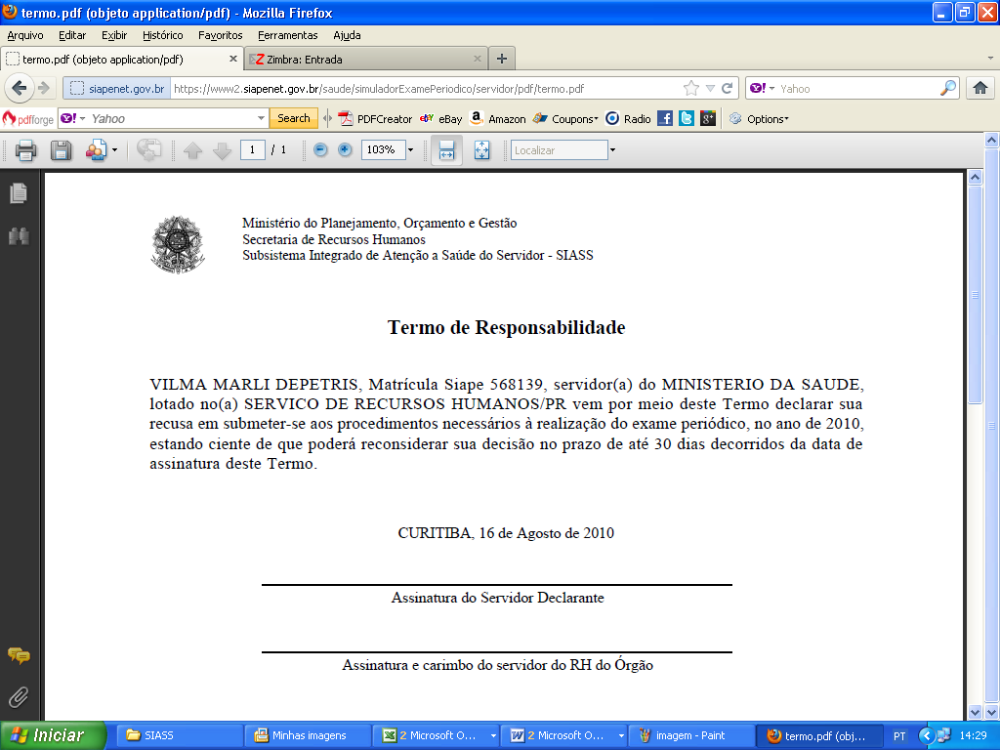 termo.pdf (objeto application/pdf) - Mozilla Firefox
Arquivo Editar Exibir Histórico Favoritos Ferramentas Ajuda
termo.pdf (objeto application/pdf) Zimbra: Entrada
siapenet.gov.br https://www2.siapenet.gov.br/saude/simuladorExamePeriodico/servidor/pdf/termo.pdf Yahoo
pdfforge Yahoo Search PDFCreator eBay Amazon Coupons Radio Options
1 / 1 103% Localizar
Ministério do Planejamento, Orçamento e Gestão
Secretaria de Recursos Humanos
Subsistema Integrado de Atenção a Saúde do Servidor - SIASS
Termo de Responsabilidade
VILMA MARLI DEPETRIS, Matrícula Siape 568139, servidor(a) do MINISTERIO DA SAUDE,
lotado no(a) SERVICO DE RECURSOS HUMANOS/PR vem por meio deste Termo declarar sua
recusa em submeter-se aos procedimentos necessários à realização do exame periódico, no ano de 2010,
estando ciente de que poderá reconsiderar sua decisão no prazo de até 30 dias decorridos da data de
assinatura deste Termo.
CURITIBA, 16 de Agosto de 2010
Assinatura do Servidor Declarante
Assinatura e carimbo do servidor do RH do Órgão
Iniciar SIASS Minhas imagens 2 Microsoft O... 2 Microsoft O... imagem - Paint termo.pdf (obj... PT 14:29